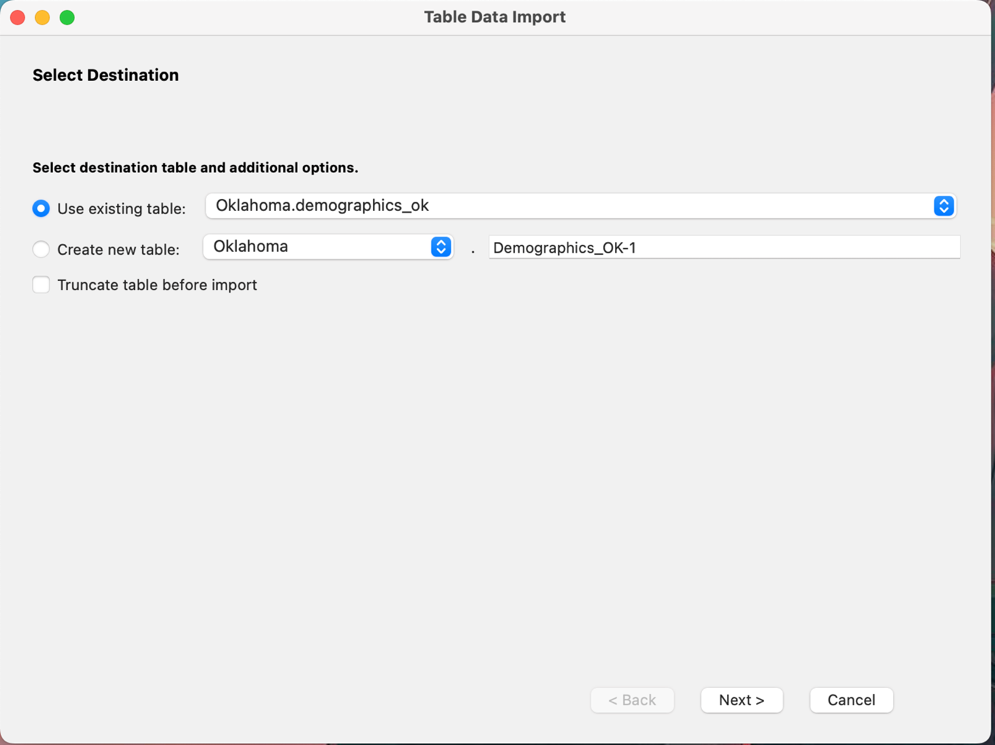 Table Data Import
Select Destination
Select destination table and additional options.
Use existing table: Oklahoma.demographics_ok
Create new table: Oklahoma . Demographics_OK-1
Truncate table before import
< Back Next > Cancel